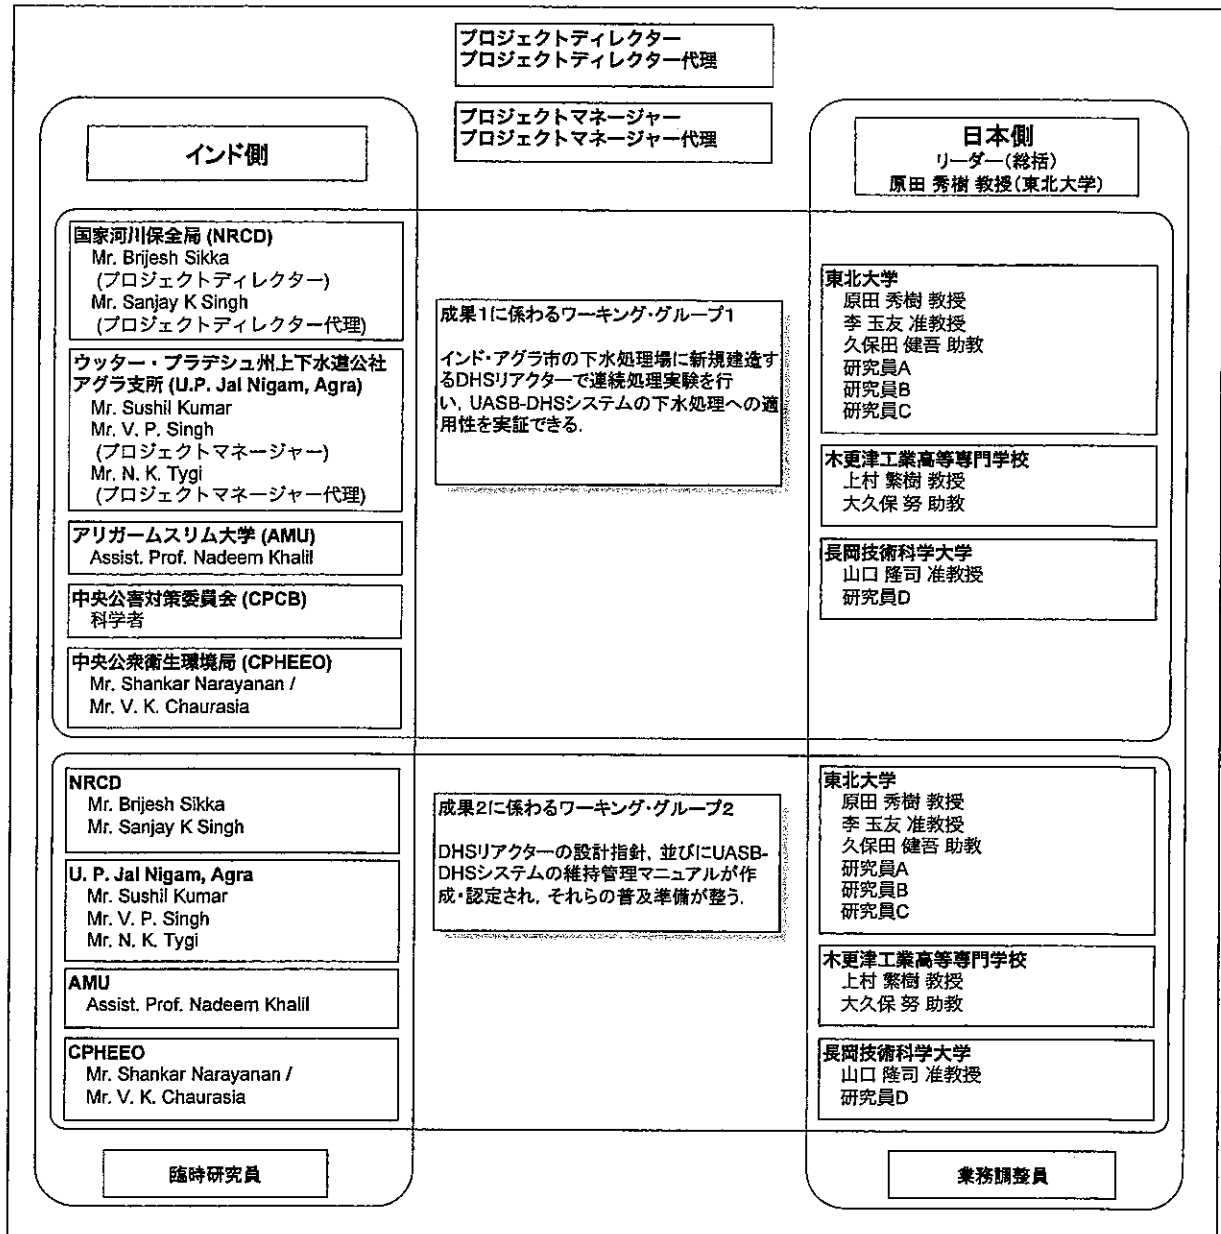 プロジェクトディレクター
プロジェクトディレクター代理
プロジェクトマネージャー
プロジェクトマネージャー代理
インド側
日本側
リーダー(総括)
原田 秀樹 教授(東北大学)
国家河川保全局 (NRCD)
Mr. Brijesh Sikka
(プロジェクトディレクター)
Mr. Sanjay K Singh
(プロジェクトディレクター代理)
ウッター・プラデシュ州上下水道公社
アグラ支所 (U.P. Jal Nigam, Agra)
Mr. Sushil Kumar
Mr. V. P. Singh
(プロジェクトマネージャー)
Mr. N. K. Tygi
(プロジェクトマネージャー代理)
アリガームスリム大学 (AMU)
Assist. Prof. Nadeem Khalil
中央公害対策委員会 (CPCB)
科学者
中央公衆衛生環境局 (CPHEEO)
Mr. Shankar Narayanan /
Mr. V. K. Chaurasia
成果1に係わるワーキング・グループ1
インド・アグラ市の下水処理場に新規建造す
るDHSリアクターで連続処理実験を行
い, UASB-DHSシステムの下水処理への適
用性を実証できる.
東北大学
原田 秀樹 教授
李 玉友 准教授
久保田 健吾 助教
研究員A
研究員B
研究員C
木更津工業高等専門学校
上村 繁樹 教授
大久保 努 助教
長岡技術科学大学
山口 隆司 准教授
研究員D
NRCD
Mr. Brijesh Sikka
Mr. Sanjay K Singh
U. P. Jal Nigam, Agra
Mr. Sushil Kumar
Mr. V. P. Singh
Mr. N. K. Tygi
AMU
Assist. Prof. Nadeem Khalil
CPHEEO
Mr. Shankar Narayanan /
Mr. V. K. Chaurasia
成果2に係わるワーキング・グループ2
DHSリアクターの設計指針, 並びにUASB-
DHSシステムの維持管理マニュアルが作
成・認定され, それらの普及準備が整う.
東北大学
原田 秀樹 教授
李 玉友 准教授
久保田 健吾 助教
研究員A
研究員B
研究員C
木更津工業高等専門学校
上村 繁樹 教授
大久保 努 助教
長岡技術科学大学
山口 隆司 准教授
研究員D
臨時研究員
業務調整員